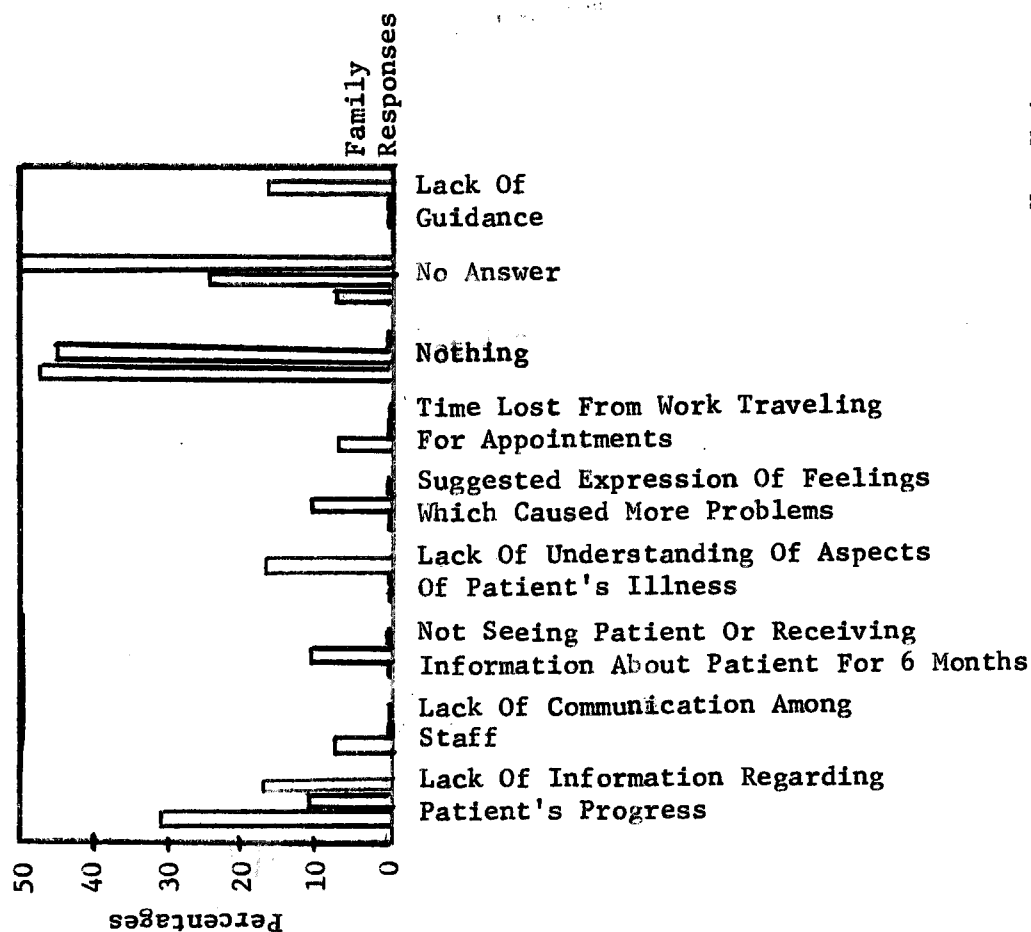 Family
Responses
Lack Of
Guidance
No Answer
Nothing
Time Lost From Work Traveling
For Appointments
Suggested Expression Of Feelings
Which Caused More Problems
Lack Of Understanding Of Aspects
Of Patient's Illness
Not Seeing Patient Or Receiving
Information About Patient For 6 Months
Lack Of Communication Among
Staff
Lack Of Information Regarding
Patient's Progress
50
40
30
20
10
0
Percentages